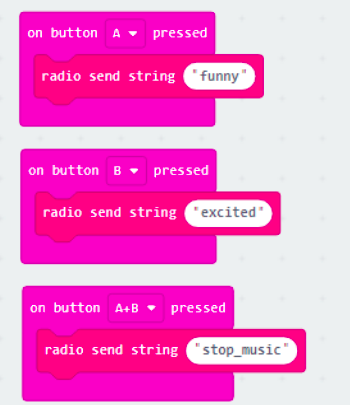 on button A pressed
radio send string "funny"
on button B pressed
radio send string "excited"
on button A+B pressed
radio send string "stop_music"